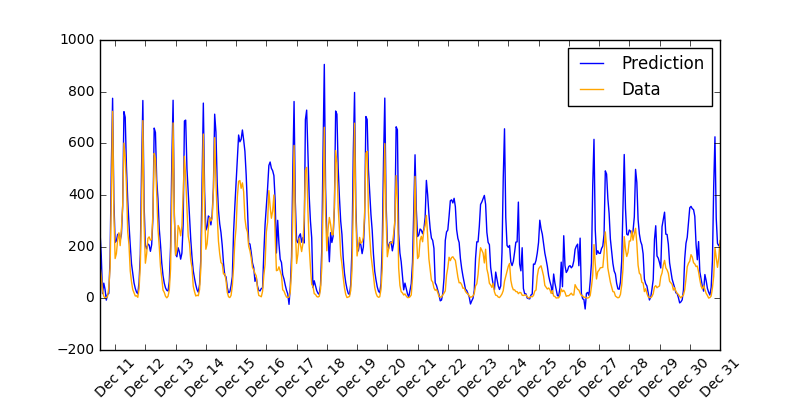 1000
800
600
400
200
0
−200
Prediction
Data
Dec 11
Dec 12
Dec 13
Dec 14
Dec 15
Dec 16
Dec 17
Dec 18
Dec 19
Dec 20
Dec 21
Dec 22
Dec 23
Dec 24
Dec 25
Dec 26
Dec 27
Dec 28
Dec 29
Dec 30
Dec 31